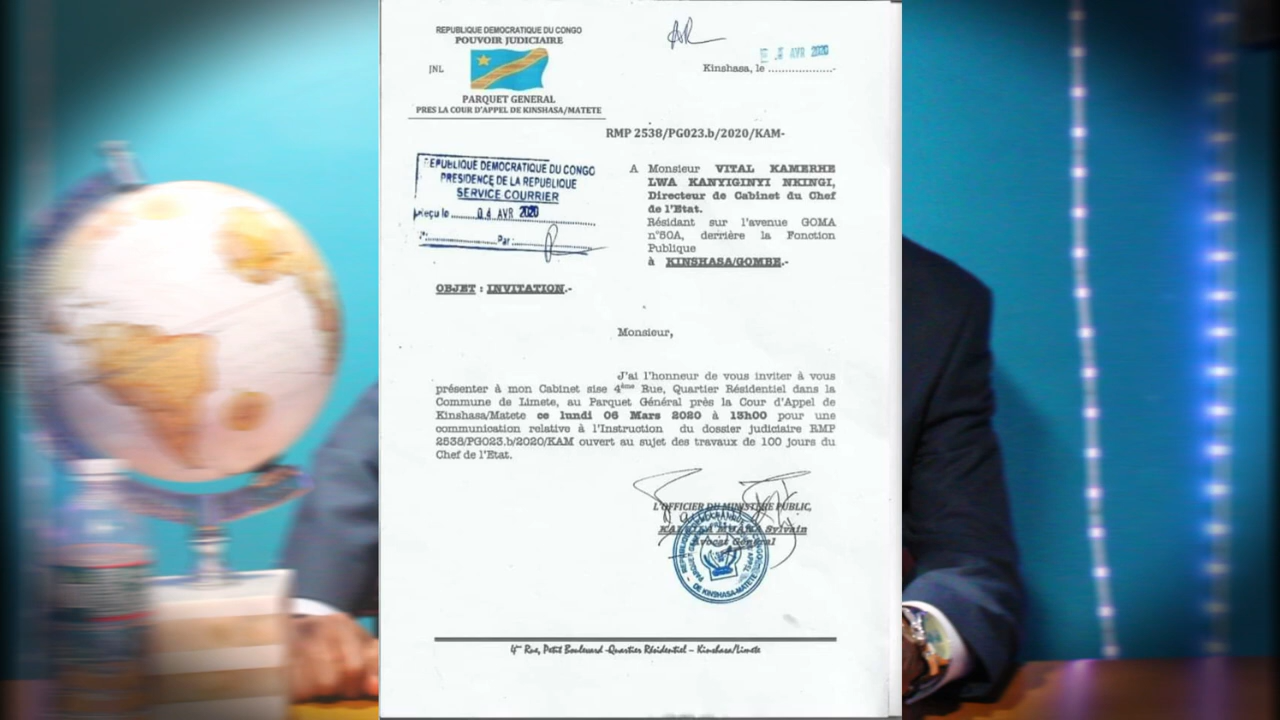 REPUBLIQUE DEMOCRATIQUE DU CONGO
POUVOIR JUDICIAIRE
JNL
PARQUET GENERAL
PRES LA COUR D'APPEL DE KINSHASA/MATETE
AVR 2020
Kinshasa, le ...................-
RMP 2538/PG023.b/2020/KAM-
REPUBLIQUE DEMOCRATIQUE DU CONGO
PRESIDENCE DE LA REPUBLIQUE
SERVICE COURRIER
Reçu le 04 AVR 2020
Par :
A Monsieur VITAL KAMERHE
LWA KANYIGINYI NKINGI,
Directeur de Cabinet du Chef
de l'Etat.
Résidant sur l'avenue GOMA
n°50A, derrière la Fonction
Publique
à KINSHASA/GOMBE.-
OBJET : INVITATION.-
Monsieur,
J'ai l'honneur de vous inviter à vous
présenter à mon Cabinet sise 4ème Rue, Quartier Résidentiel dans la
Commune de Limete, au Parquet Général près la Cour d'Appel de
Kinshasa/Matete ce lundi 06 Mars 2020 à 13h00 pour une
communication relative à l'Instruction du dossier judiciaire RMP
2538/PG023.b/2020/KAM ouvert au sujet des travaux de 100 jours du
Chef de l'Etat.
L'OFFICIER DU MINISTERE PUBLIC,
Sylvain
Avocat Général
DE KINSHASA-MATETE
4ème Rue, Petit Boulevard -Quartier Résidentiel – Kinshasa/Limete